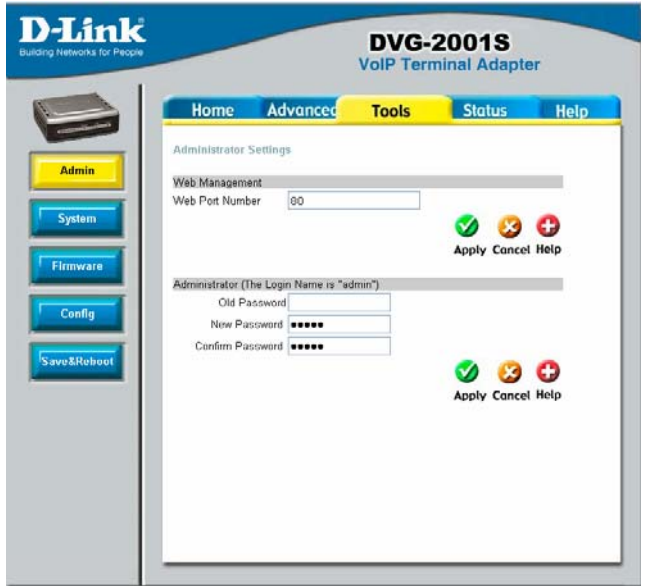 D-Link
Building Networks for People
DVG-2001S
VoIP Terminal Adapter
Home Advanced Tools Status Help
Admin
System
Firmware
Config
Save&Reboot
Administrator Settings
Web Management
Web Port Number 80
Apply Cancel Help
Administrator (The Login Name is "admin")
Old Password
New Password •••••
Confirm Password •••••
Apply Cancel Help